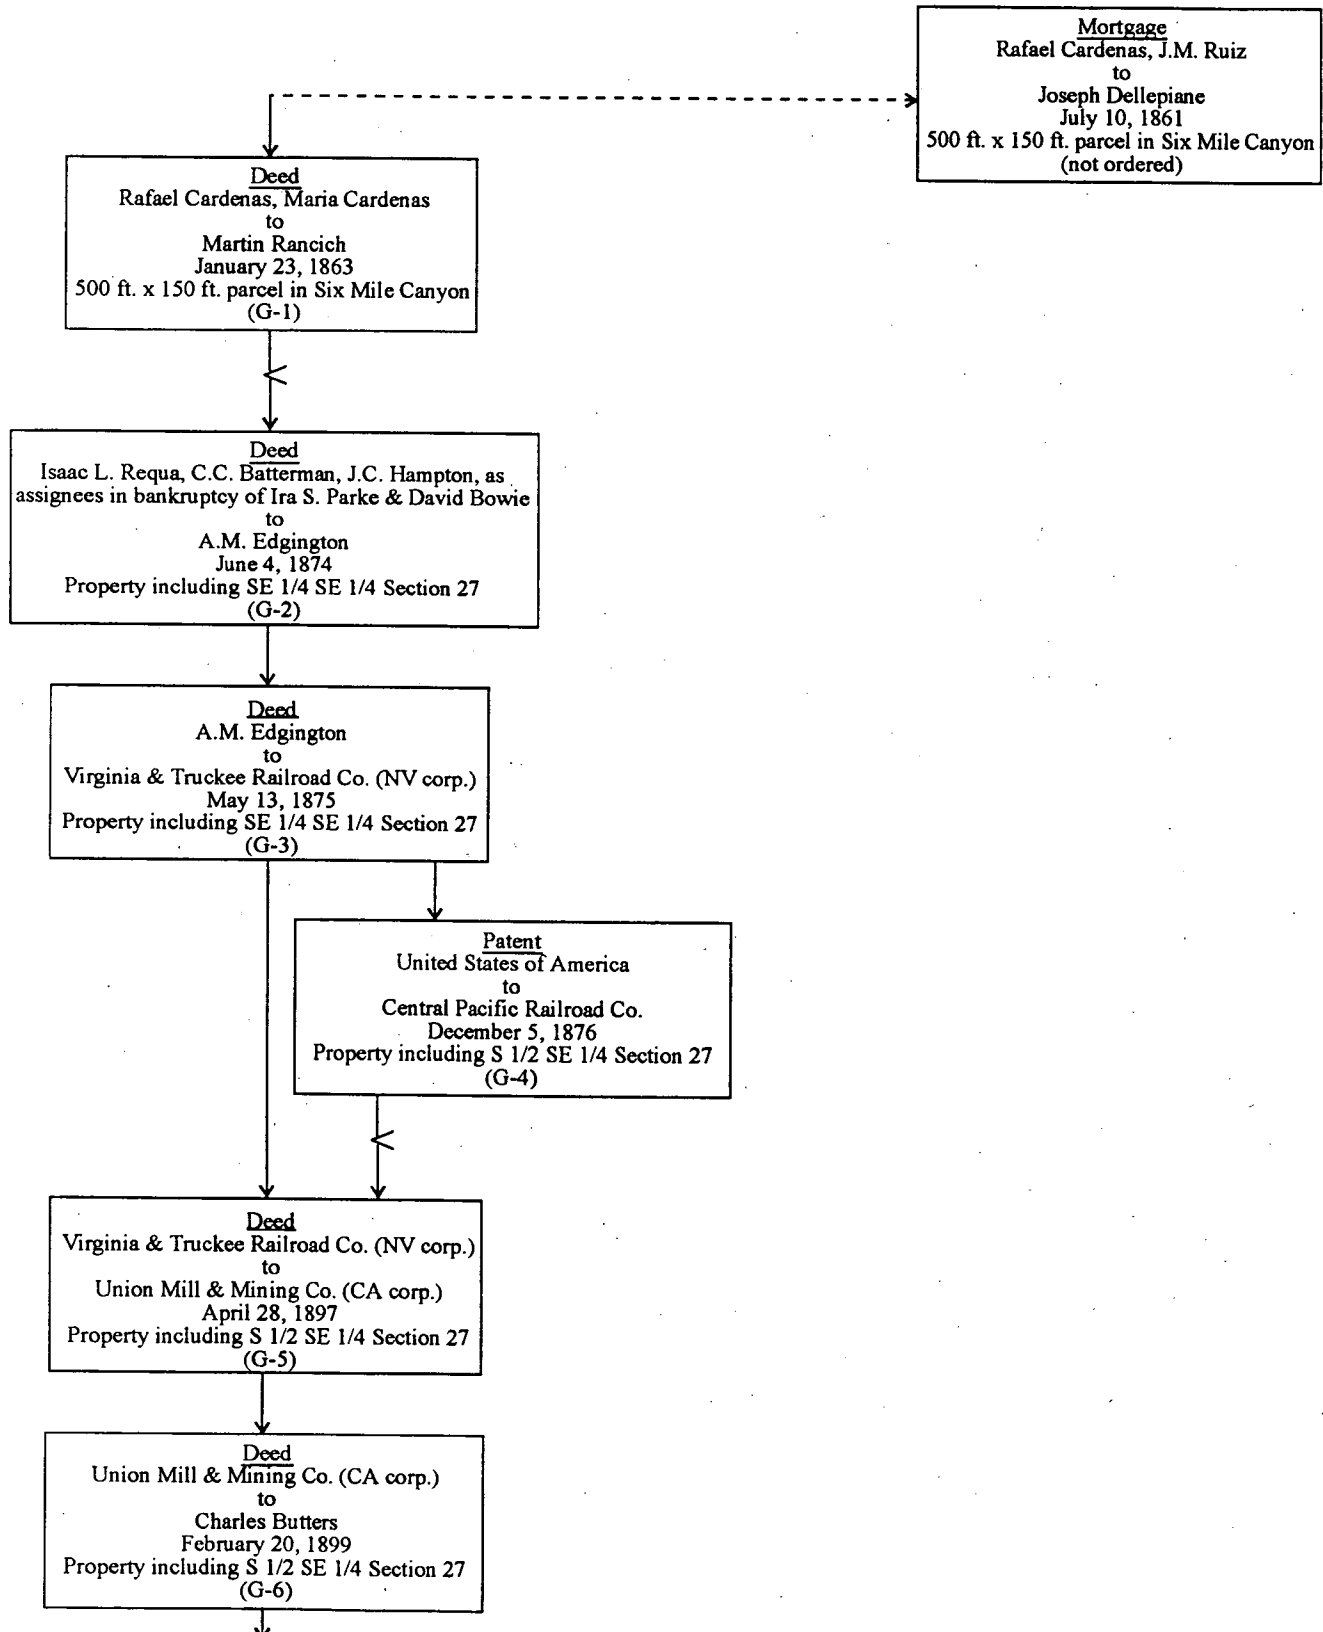 Mortgage
Rafael Cardenas, J.M. Ruiz
to
Joseph Dellepiane
July 10, 1861
500 ft. x 150 ft. parcel in Six Mile Canyon
(not ordered)
Deed
Rafael Cardenas, Maria Cardenas
to
Martin Rancich
January 23, 1863
500 ft. x 150 ft. parcel in Six Mile Canyon
(G-1)
Deed
Isaac L. Requa, C.C. Batterman, J.C. Hampton, as
assignees in bankruptcy of Ira S. Parke & David Bowie
to
A.M. Edgington
June 4, 1874
Property including SE 1/4 SE 1/4 Section 27
(G-2)
Deed
A.M. Edgington
to
Virginia & Truckee Railroad Co. (NV corp.)
May 13, 1875
Property including SE 1/4 SE 1/4 Section 27
(G-3)
Patent
United States of America
to
Central Pacific Railroad Co.
December 5, 1876
Property including S 1/2 SE 1/4 Section 27
(G-4)
Deed
Virginia & Truckee Railroad Co. (NV corp.)
to
Union Mill & Mining Co. (CA corp.)
April 28, 1897
Property including S 1/2 SE 1/4 Section 27
(G-5)
Deed
Union Mill & Mining Co. (CA corp.)
to
Charles Butters
February 20, 1899
Property including S 1/2 SE 1/4 Section 27
(G-6)